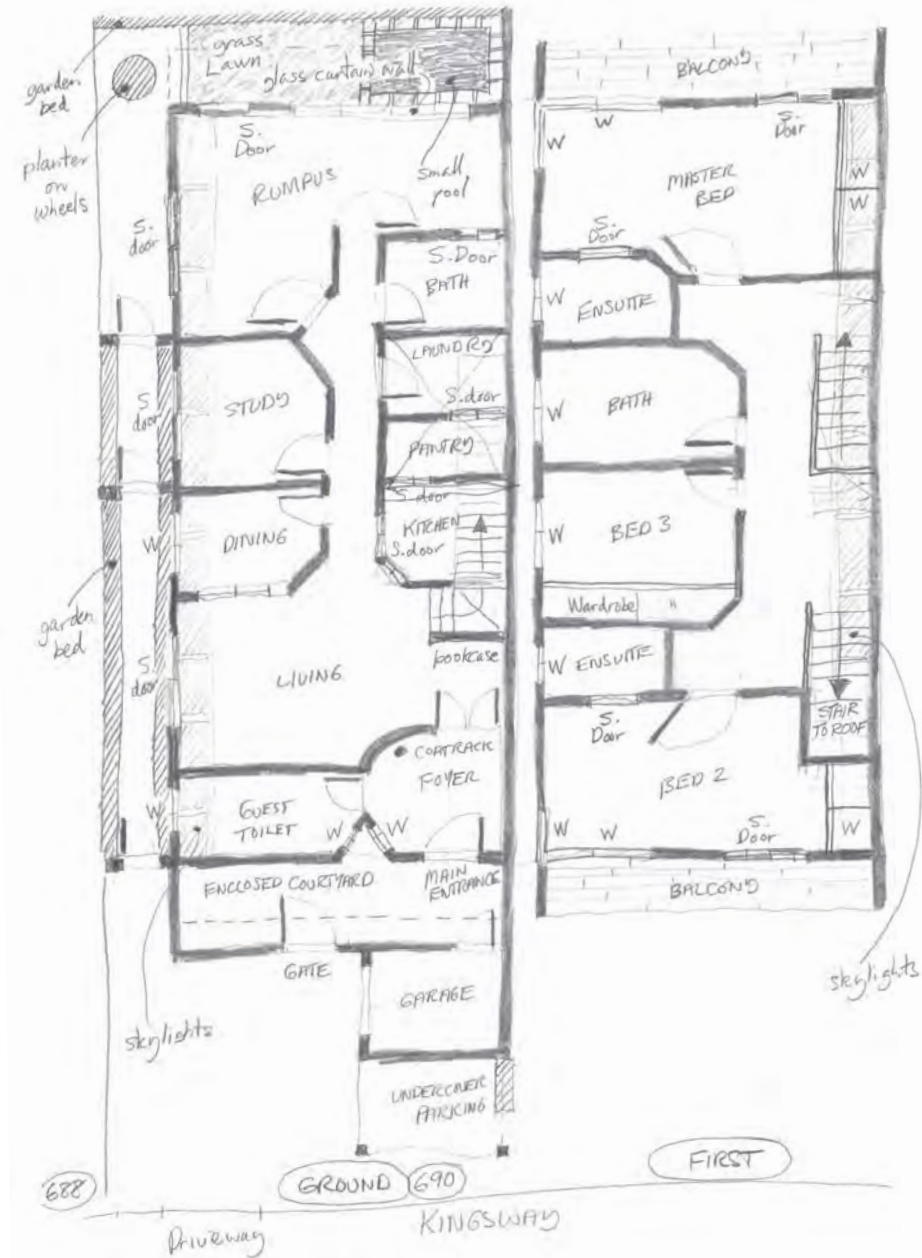 grass
Lawn
glass curtain wall
garden
bed
planter
on
wheels
S.
Door
RUMPUS
Small
pool
S.
door
S. Door
BATH
LAUNDRY
S.door
STUDY
S.
door
PANTRY
S.door
KITCHEN
S.door
W
DINING
garden
bed
S.
door
LIVING
bookcase
COATRACK
FOYER
W
GUEST
TOILET
W
W
ENCLOSED COURTYARD
MAIN
ENTRANCE
GATE
GARAGE
skylights
UNDERCOVER
PARKING
688
GROUND
690
Driveway
KINGSWAY
BALCONY
W
W
S.
Door
MASTER
BED
W
W
S.
Door
W
ENSUITE
W
BATH
W
BED 3
Wardrobe
"
W
ENSUITE
S.
Door
STAIR
TO ROOF
BED 2
W
W
S.
Door
W
BALCONY
skylights
FIRST